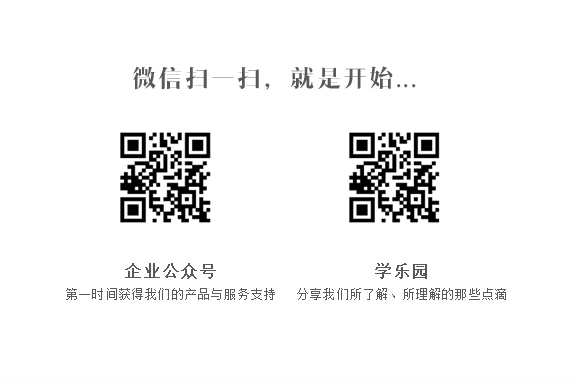 微信扫一扫，就是开始...
企业公众号
学乐园
第一时间获得我们的产品与服务支持
分享我们所了解、所理解的那些点滴